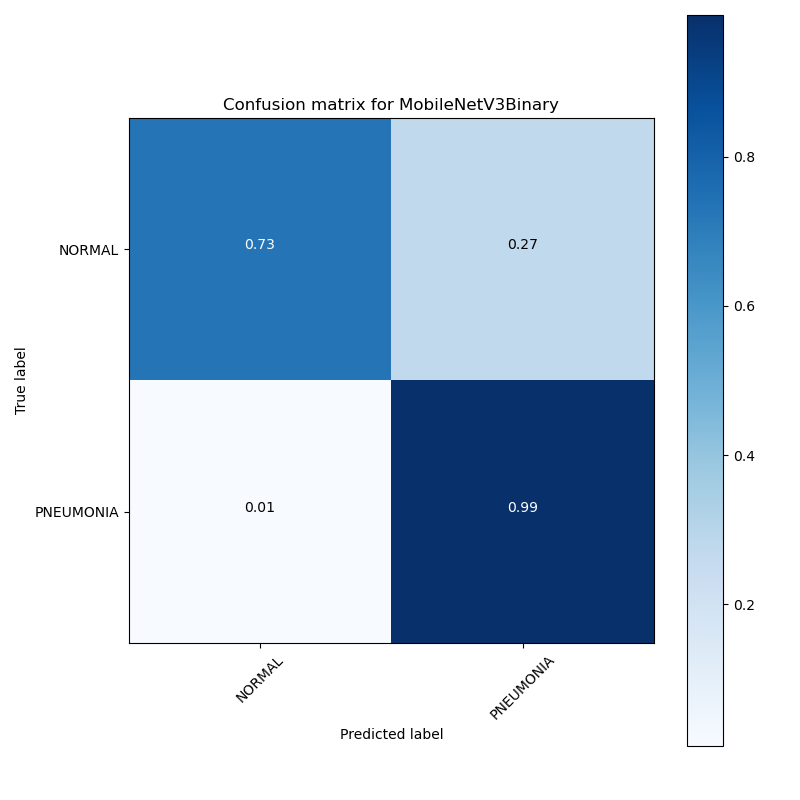 Confusion matrix for MobileNetV3Binary
True label
NORMAL
0.73
0.27
PNEUMONIA
0.01
0.99
NORMAL
PNEUMONIA
Predicted label
0.8
0.6
0.4
0.2